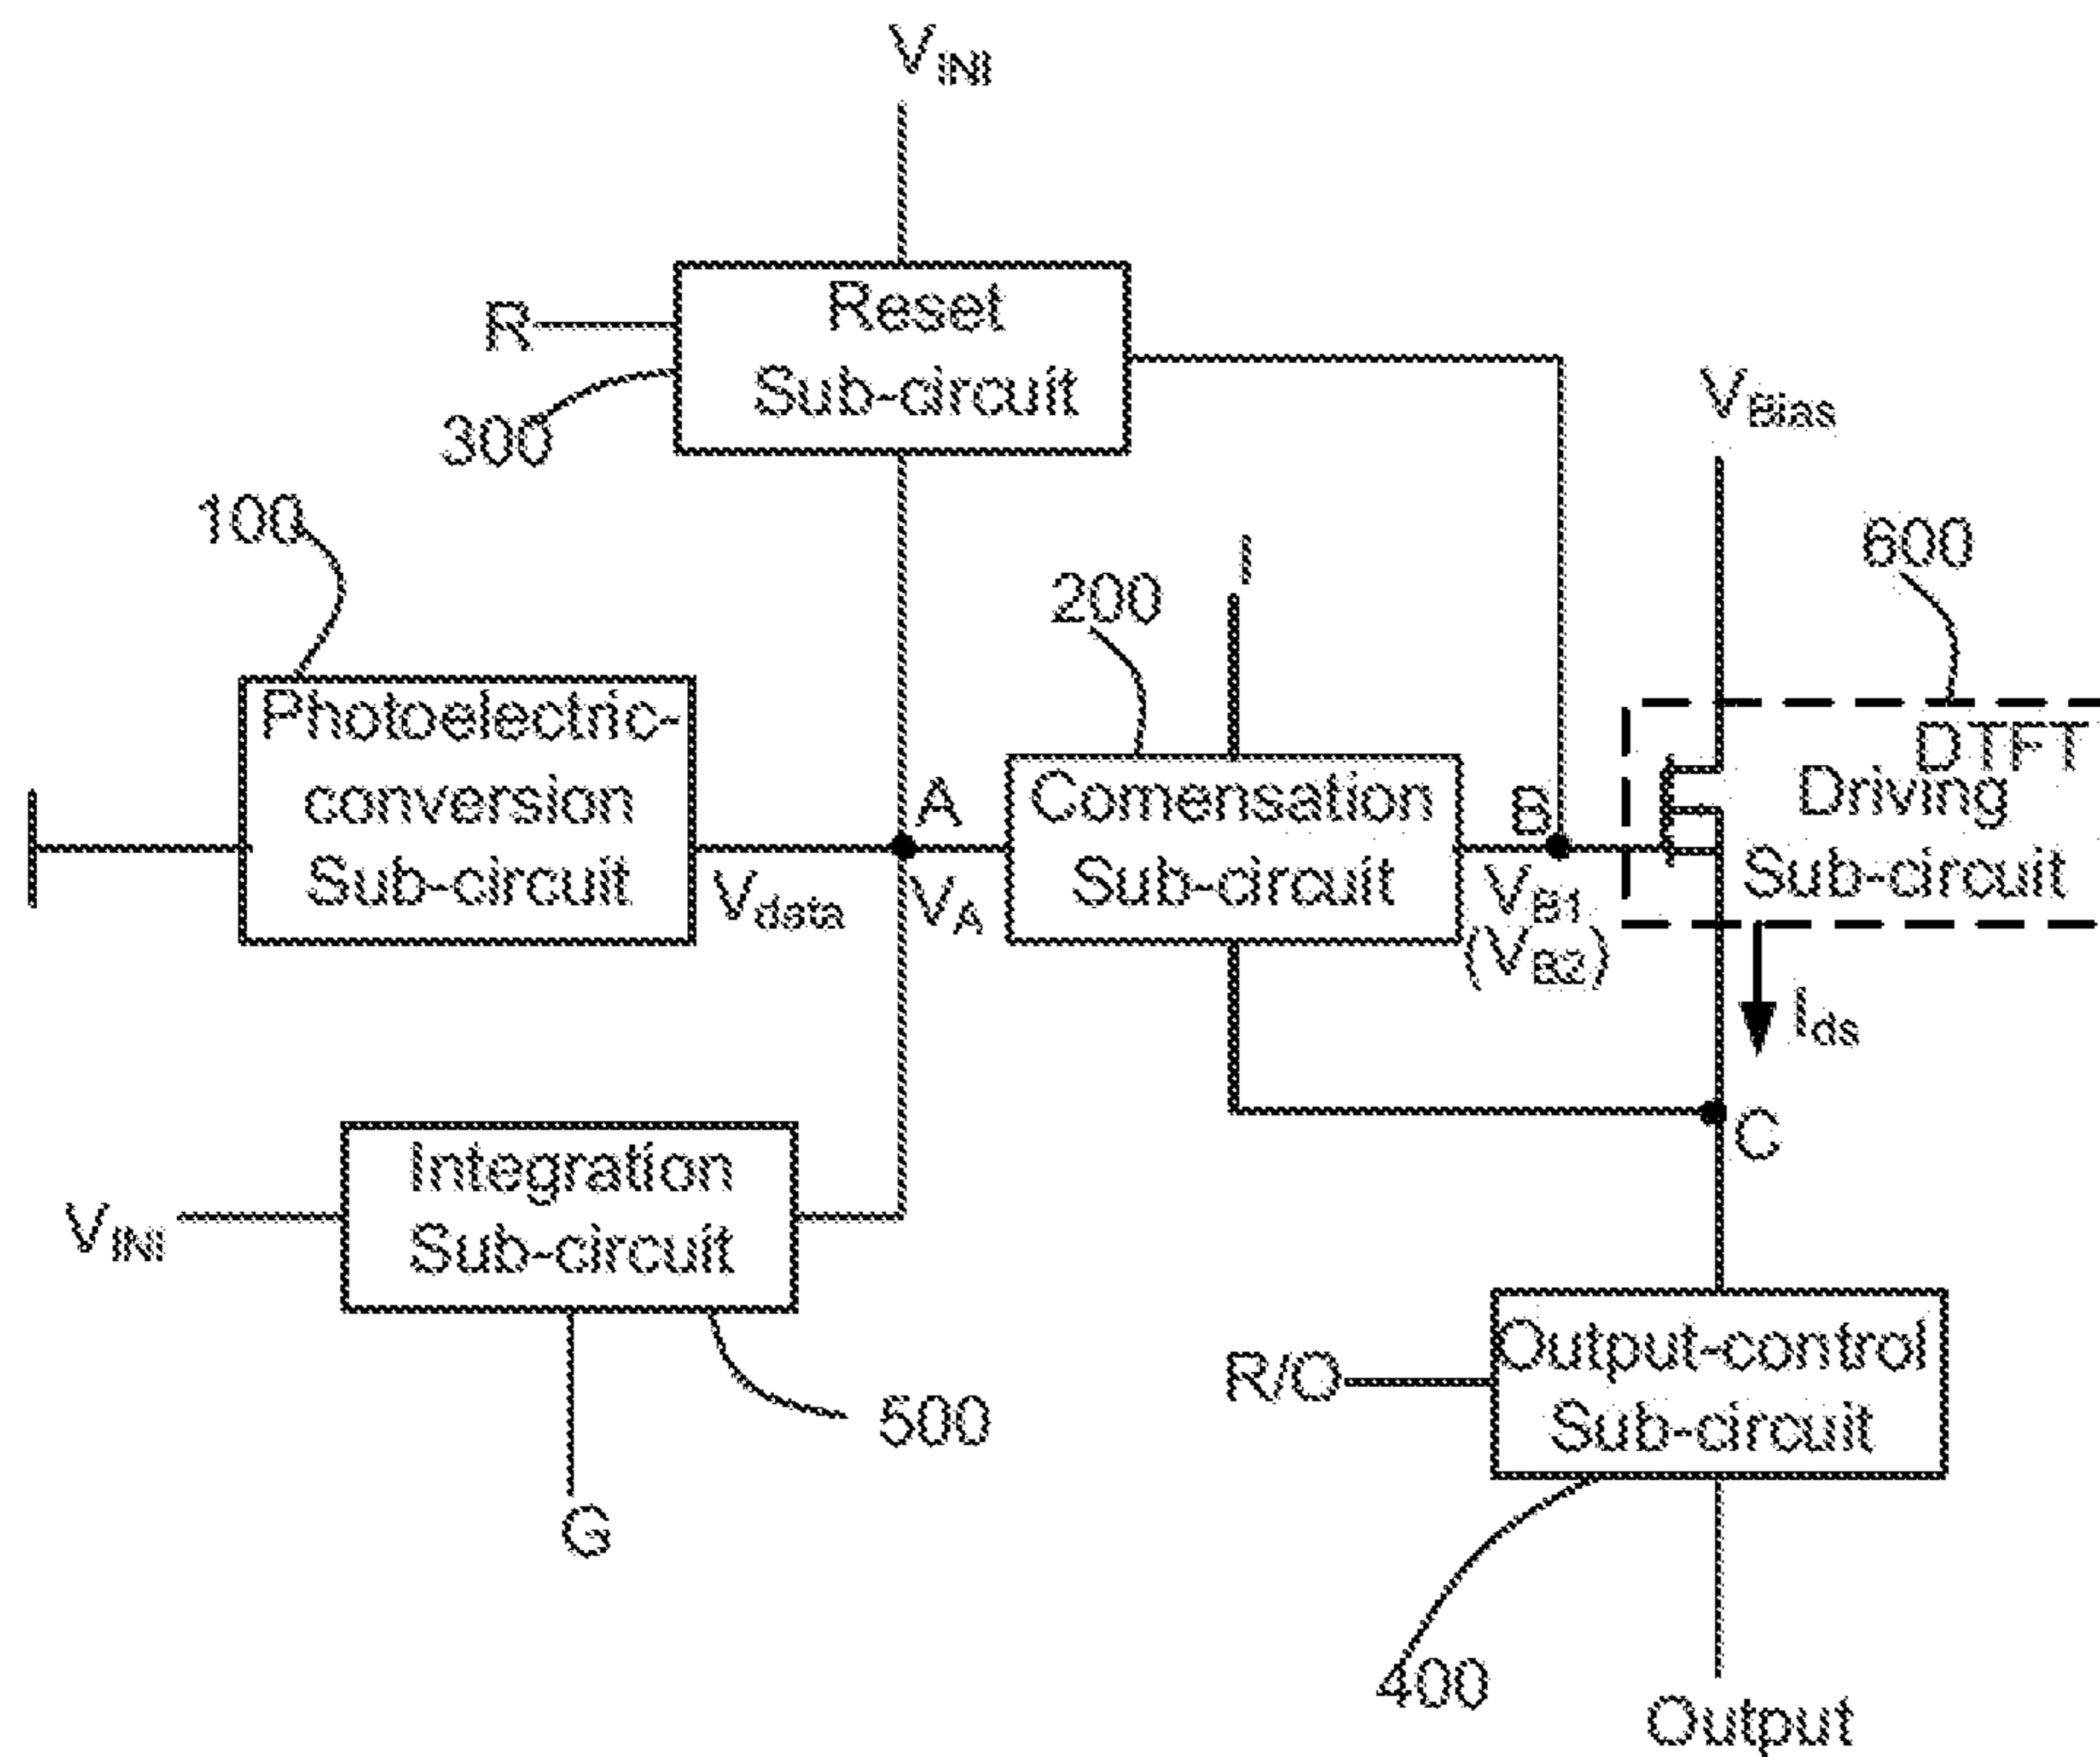 VINI
R
Reset
Sub-circuit
300
VBias
100
600
I
200
Photoelectric-
conversion
Sub-circuit
DTFT
Driving
Sub-circuit
A
Comensation
Sub-circuit
B
Vdata
VA
VB1
(VB2)
Ids
C
Integration
Sub-circuit
VINI
500
G
Output-control
Sub-circuit
R/O
400
Output